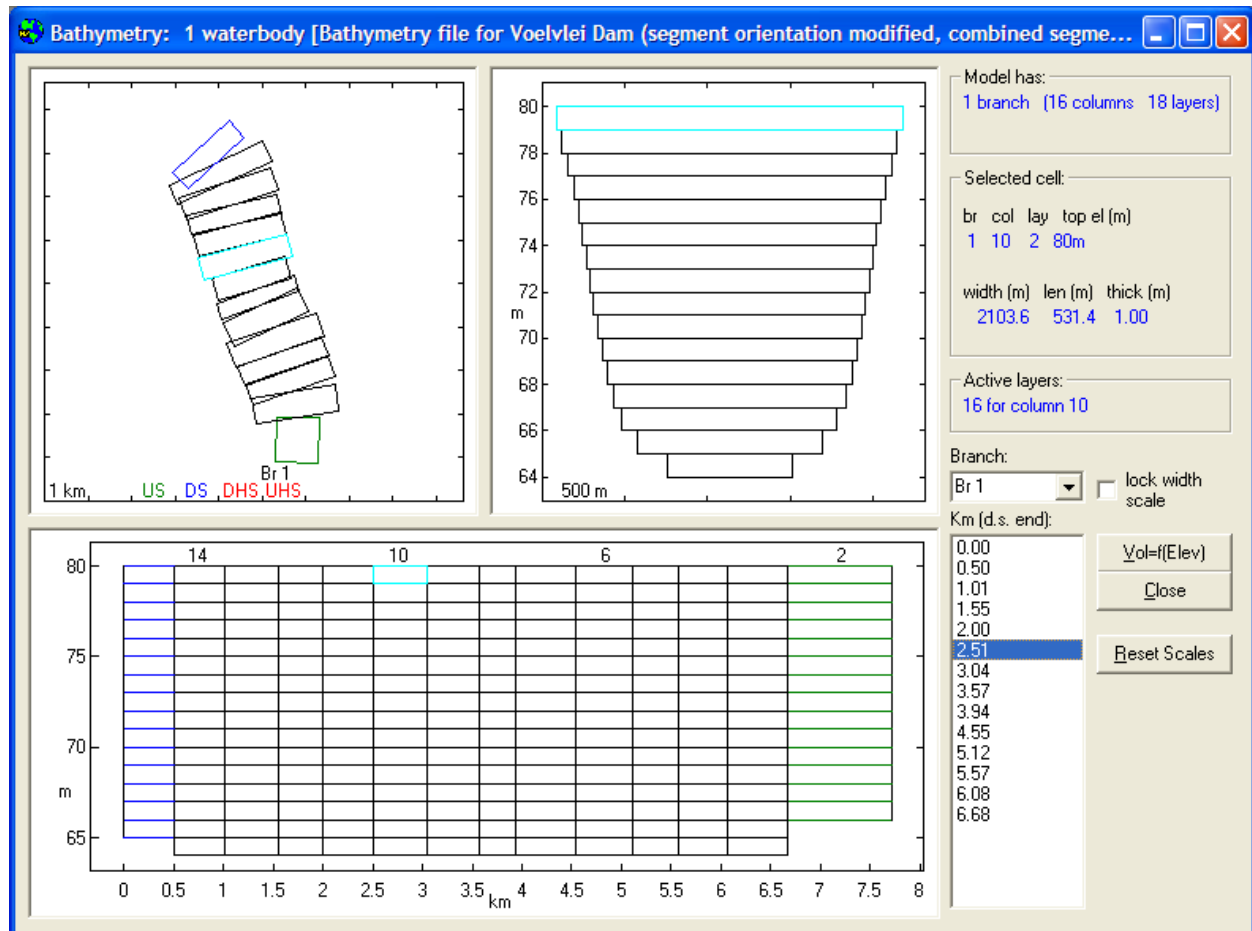 Bathymetry: 1 waterbody [Bathymetry file for Voelvlei Dam (segment orientation modified, combined segme...
Br 1
1 km
US DS DHS UHS
80
78
76
74
72
m
70
68
66
64
500 m
Model has:
1 branch (16 columns 18 layers)
Selected cell:
br col lay top el (m)
1 10 2 80m
width (m) len (m) thick (m)
2103.6 531.4 1.00
Active layers:
16 for column 10
Branch:
Br 1
lock width
scale
Km (d.s. end):
0.00
0.50
1.01
1.55
2.00
2.51
3.04
3.57
3.94
4.55
5.12
5.57
6.08
6.68
Vol=f(Elev)
Close
Reset Scales
14 10 6 2
80
75
70
m
65
0 0.5 1 1.5 2 2.5 3 3.5 4 4.5 5 5.5 6 6.5 7 7.5 8
km